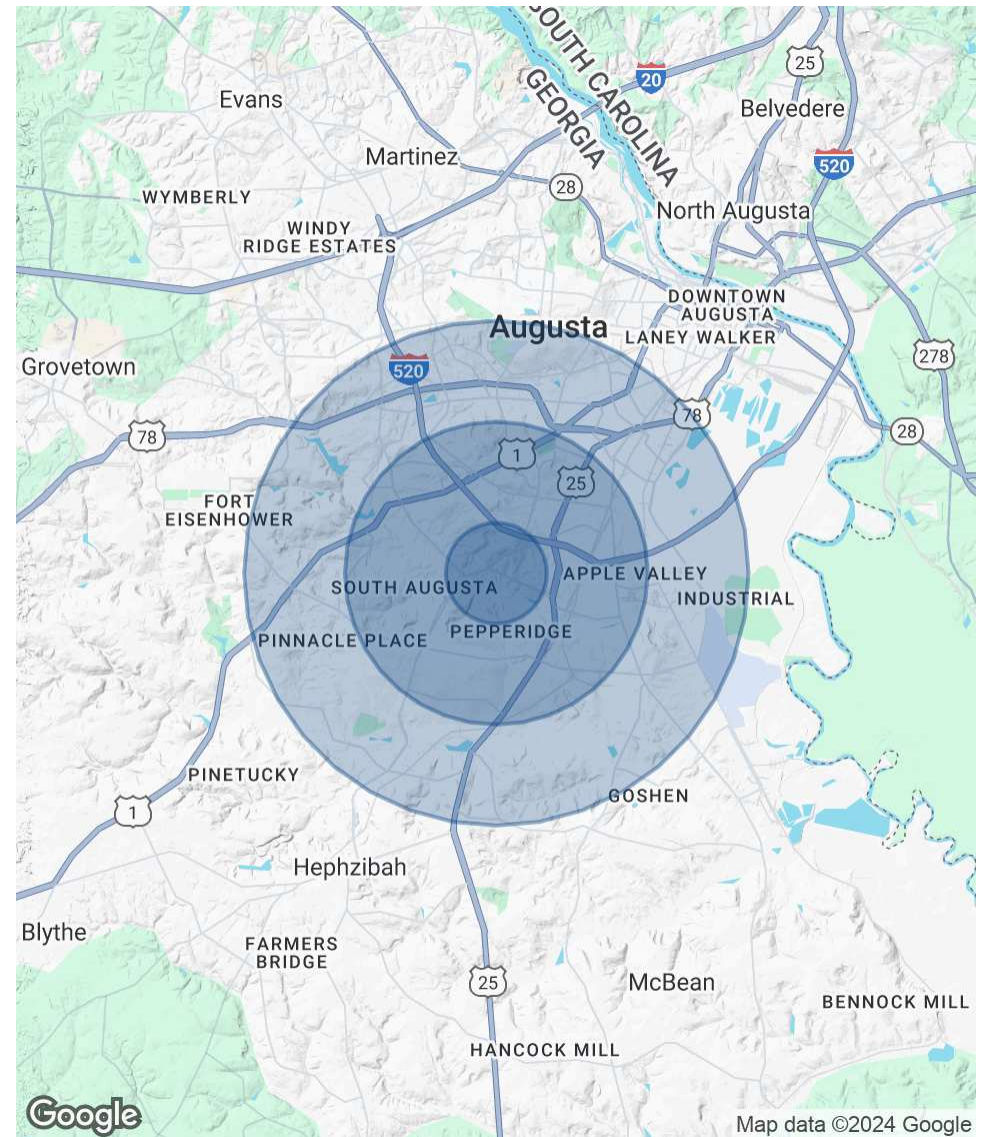 SOUTH CAROLINA
GEORGIA
20
25
Evans
Belvedere
Martinez
520
28
WYMBERLY
North Augusta
WINDY
RIDGE ESTATES
DOWNTOWN
AUGUSTA
Augusta
LANEY WALKER
278
Grovetown
520
78
78
28
1
25
FORT
EISENHOWER
APPLE VALLEY
SOUTH AUGUSTA
INDUSTRIAL
PEPPERIDGE
PINNACLE PLACE
PINETUCKY
GOSHEN
1
Hephzibah
Blythe
FARMERS
BRIDGE
25
McBean
BENNOCK MILL
HANCOCK MILL
Google
Map data ©2024 Google